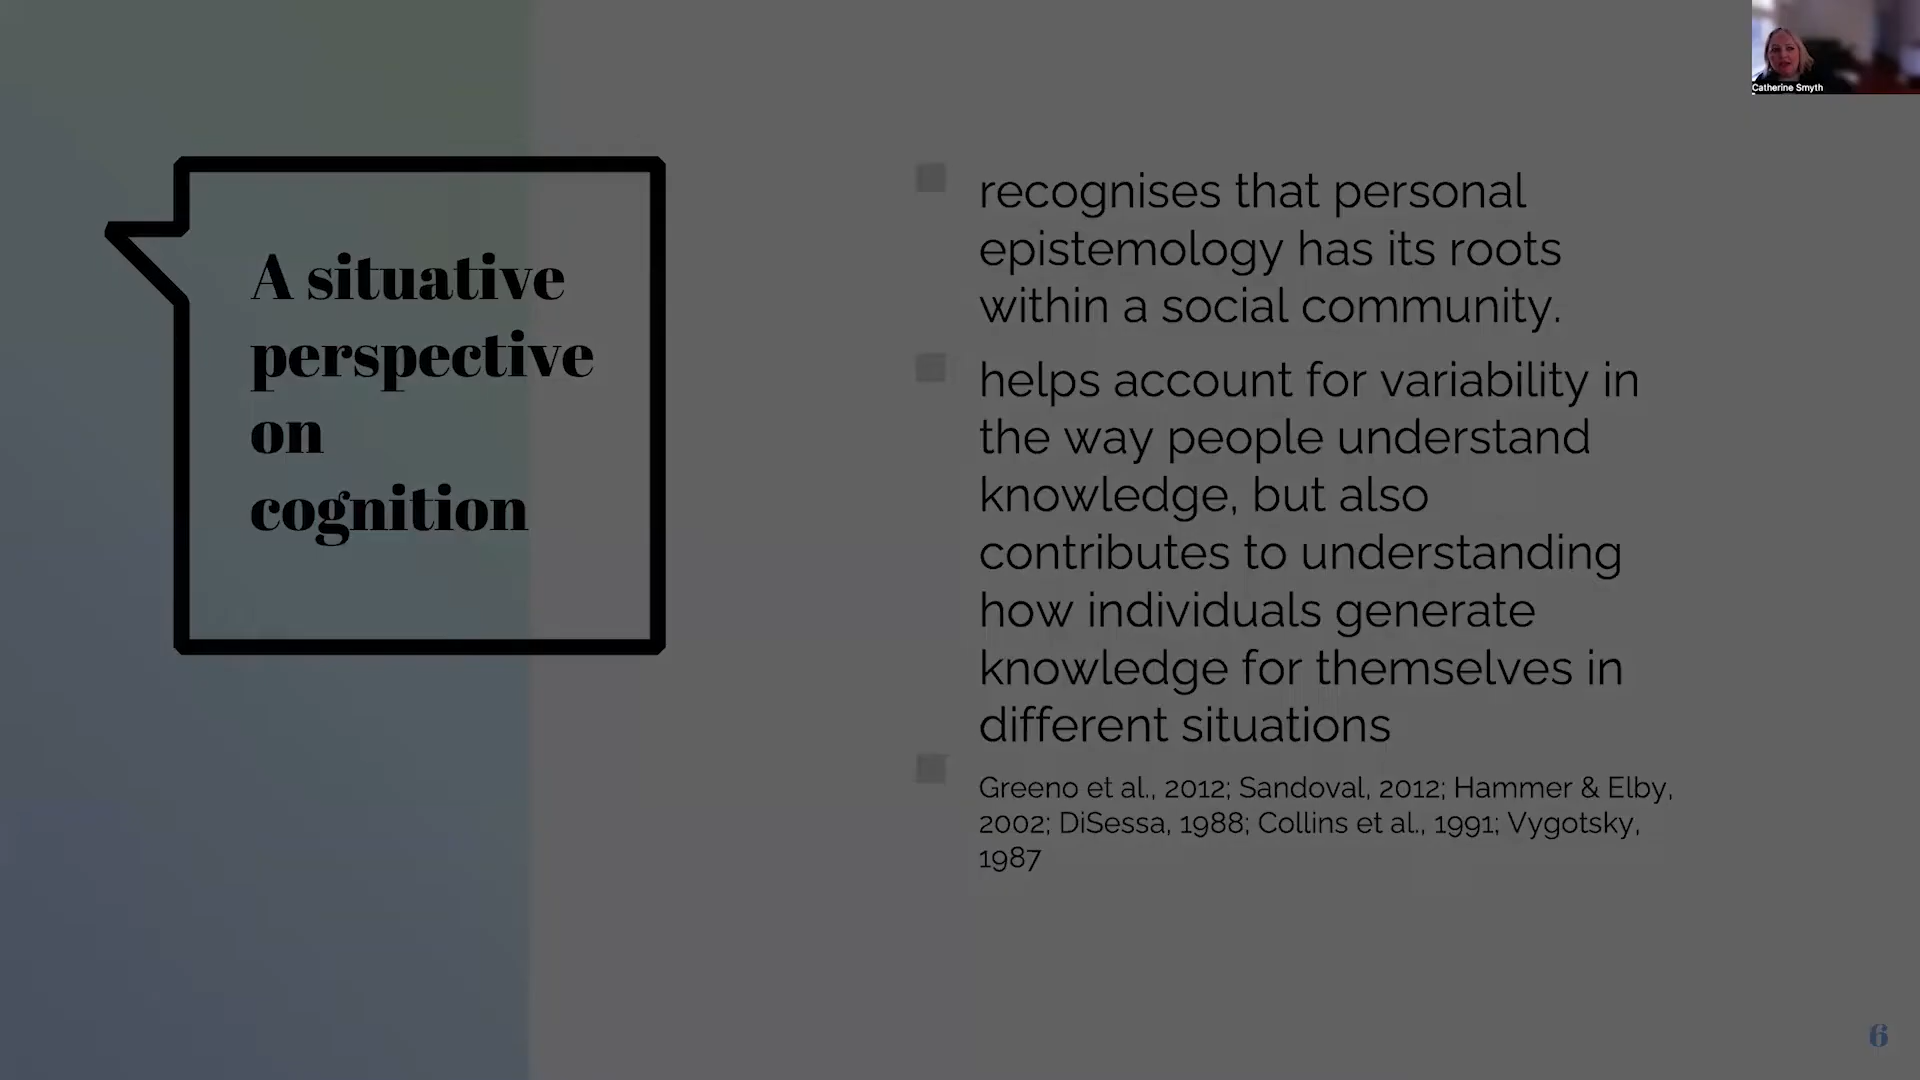 Catherine Smyth
A situative
perspective
on
cognition
recognises that personal
epistemology has its roots
within a social community.
helps account for variability in
the way people understand
knowledge, but also
contributes to understanding
how individuals generate
knowledge for themselves in
different situations
Greeno et al., 2012; Sandoval, 2012; Hammer & Elby,
2002; DiSessa, 1988; Collins et al., 1991; Vygotsky,
1987
6